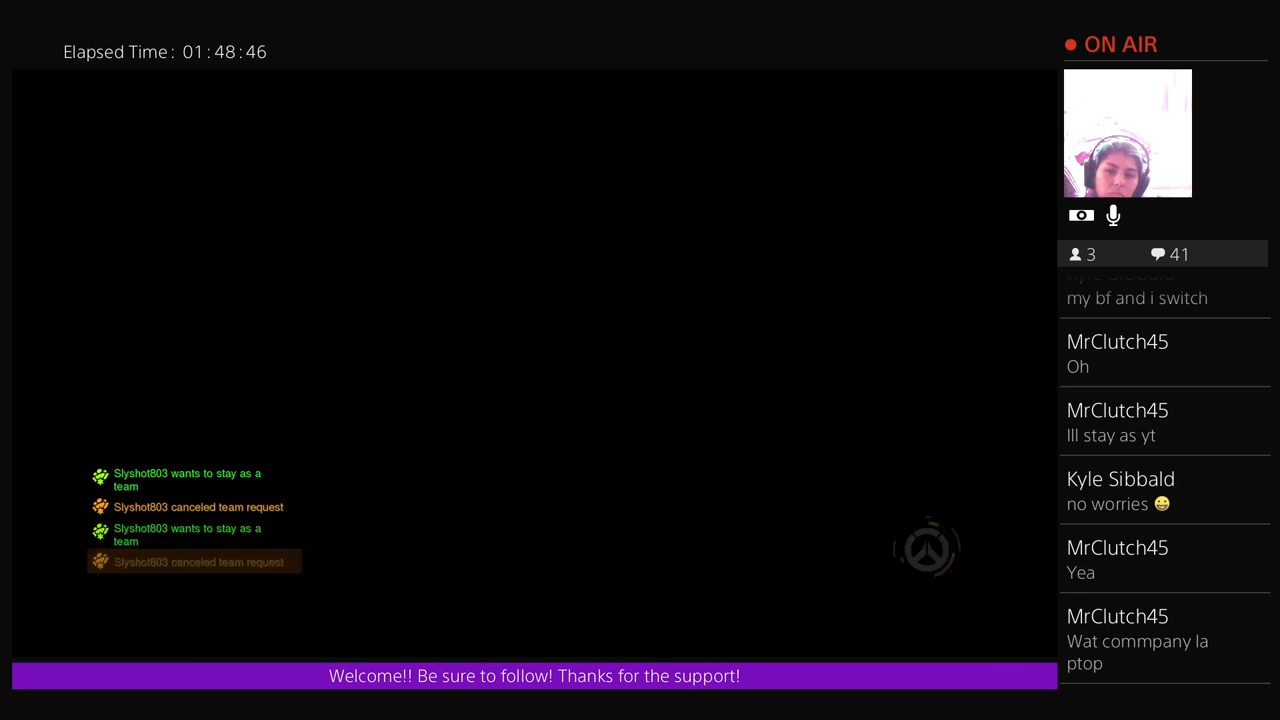 Elapsed Time: 01:48:46
ON AIR
3 41
Kyle Sibbald
my bf and i switch
MrClutch45
Oh
MrClutch45
Ill stay as yt
Kyle Sibbald
no worries 😀
MrClutch45
Yea
MrClutch45
Wat commpany la
ptop
Slyshot803 wants to stay as a
team
Slyshot803 canceled team request
Slyshot803 wants to stay as a
team
Slyshot803 canceled team request
Welcome!! Be sure to follow! Thanks for the support!